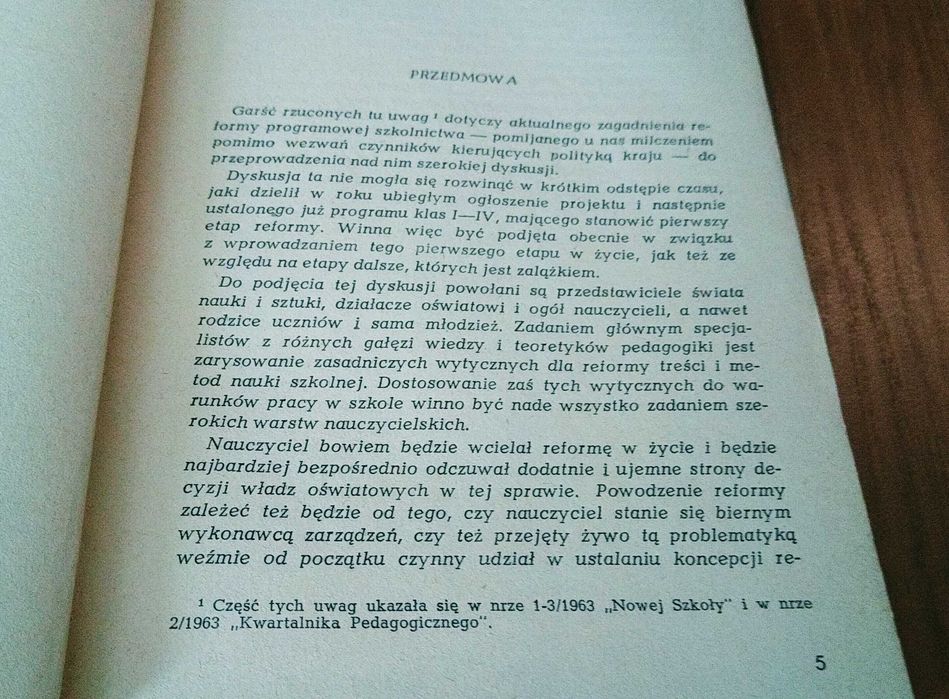 PRZEDMOWA
Garść rzuconych tu uwag ¹ dotyczy aktualnego zagadnienia re-
formy programowej szkolnictwa — pomijanego u nas milczeniem
pomimo wezwań czynników kierujących polityką kraju — do
przeprowadzenia nad nim szerokiej dyskusji.
Dyskusja ta nie mogła się rozwinąć w krótkim odstępie czasu,
jaki dzielił w roku ubiegłym ogłoszenie projektu i następnie
ustalonego już programu klas I—IV, mającego stanowić pierwszy
etap reformy. Winna więc być podjęta obecnie w związku
z wprowadzaniem tego pierwszego etapu w życie, jak też ze
względu na etapy dalsze, których jest zalążkiem.
Do podjęcia tej dyskusji powołani są przedstawiciele świata
nauki i sztuki, działacze oświatowi i ogół nauczycieli, a nawet
rodzice uczniów i sama młodzież. Zadaniem głównym specja-
listów z różnych gałęzi wiedzy i teoretyków pedagogiki jest
zarysowanie zasadniczych wytycznych dla reformy treści i me-
tod nauki szkolnej. Dostosowanie zaś tych wytycznych do wa-
runków pracy w szkole winno być nade wszystko zadaniem sze-
rokich warstw nauczycielskich.
Nauczyciel bowiem będzie wcielał reformę w życie i będzie
najbardziej bezpośrednio odczuwał dodatnie i ujemne strony de-
cyzji władz oświatowych w tej sprawie. Powodzenie reformy
zależeć też będzie od tego, czy nauczyciel stanie się biernym
wykonawcą zarządzeń, czy też przejęty żywo tą problematyką
weźmie od początku czynny udział w ustalaniu koncepcji re-
¹ Część tych uwag ukazała się w nrze 1-3/1963 „Nowej Szkoły" i w nrze
2/1963 „Kwartalnika Pedagogicznego".
5